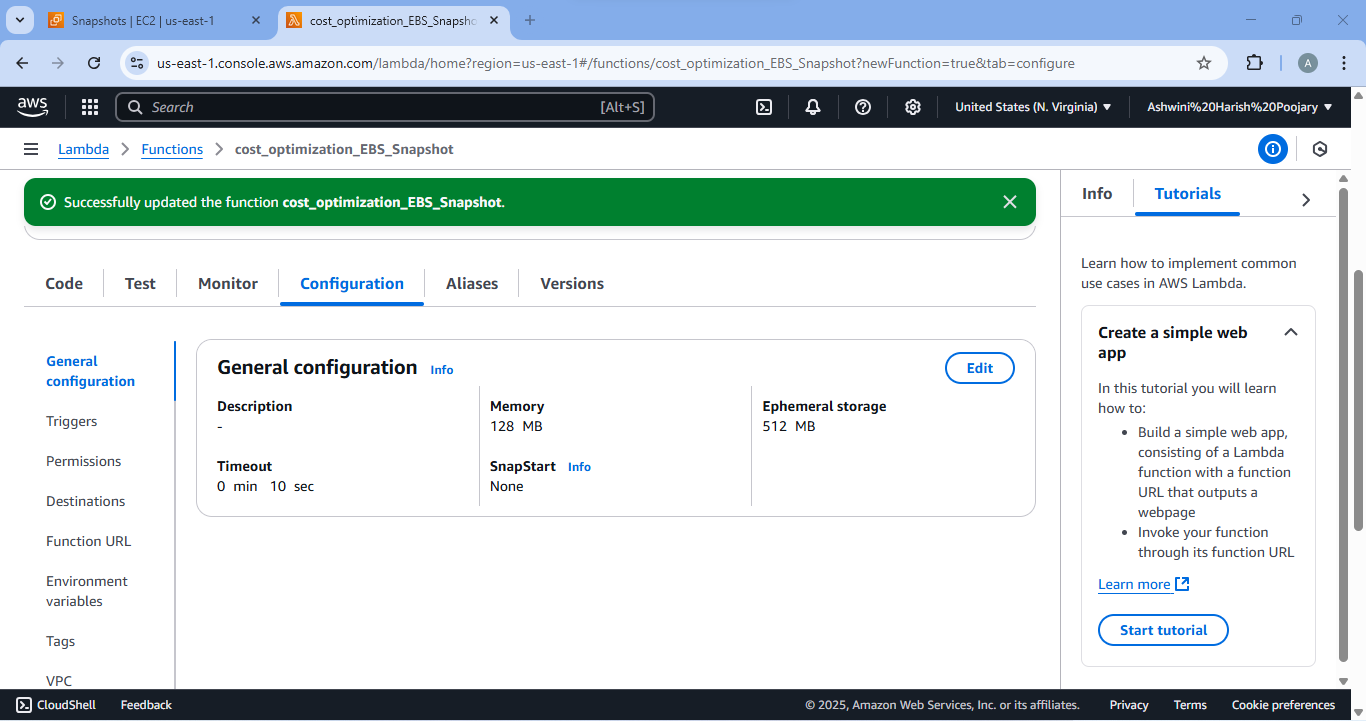 Snapshots | EC2 | us-east-1
cost_optimization_EBS_Snapsho
us-east-1.console.aws.amazon.com/lambda/home?region=us-east-1#/functions/cost_optimization_EBS_Snapshot?newFunction=true&tab=configure
A
aws
Search
[Alt+S]
United States (N. Virginia)
Ashwini%20Harish%20Poojary
Lambda
Functions
cost_optimization_EBS_Snapshot
Successfully updated the function cost_optimization_EBS_Snapshot.
Code
Test
Monitor
Configuration
Aliases
Versions
General
configuration
Triggers
Permissions
Destinations
Function URL
Environment
variables
Tags
VPC
General configuration
Info
Edit
Description
-
Memory
128 MB
Ephemeral storage
512 MB
Timeout
0 min 10 sec
SnapStart Info
None
Info
Tutorials
Learn how to implement common
use cases in AWS Lambda.
Create a simple web
app
In this tutorial you will learn
how to:
• Build a simple web app,
consisting of a Lambda
function with a function
URL that outputs a
webpage
• Invoke your function
through its function URL
Learn more
Start tutorial
CloudShell
Feedback
© 2025, Amazon Web Services, Inc. or its affiliates.
Privacy
Terms
Cookie preferences